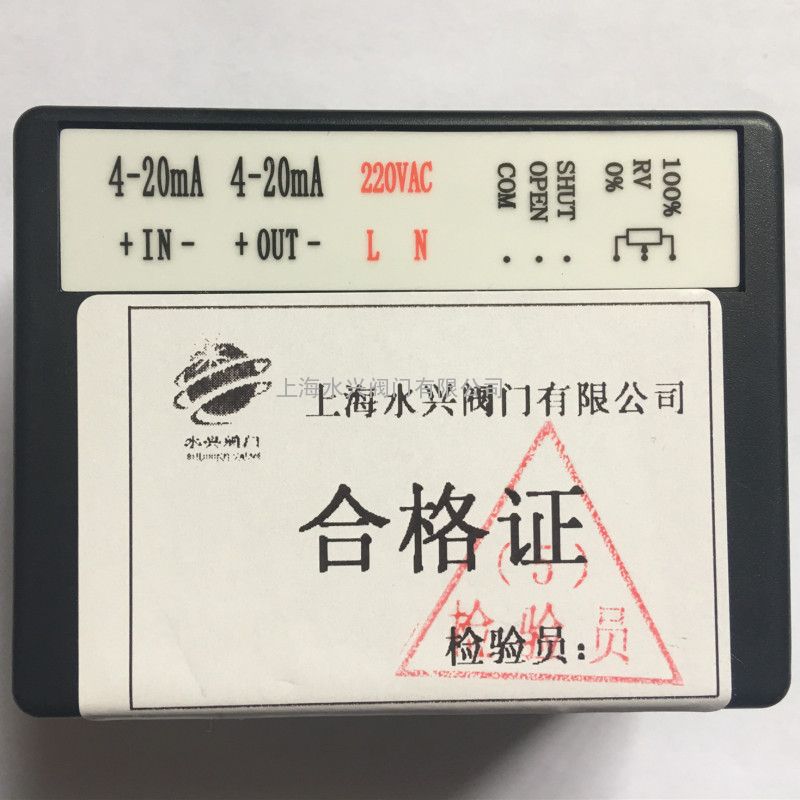 4-20mA 4-20mA 220VAC
+IN- +OUT- L N
COM
OPEN
SHUT
0%
RV
100%
上海水兴阀门有限公司
上海水兴阀门有限公司
水兴阀门
合格证
(5)
检验员
检验员：